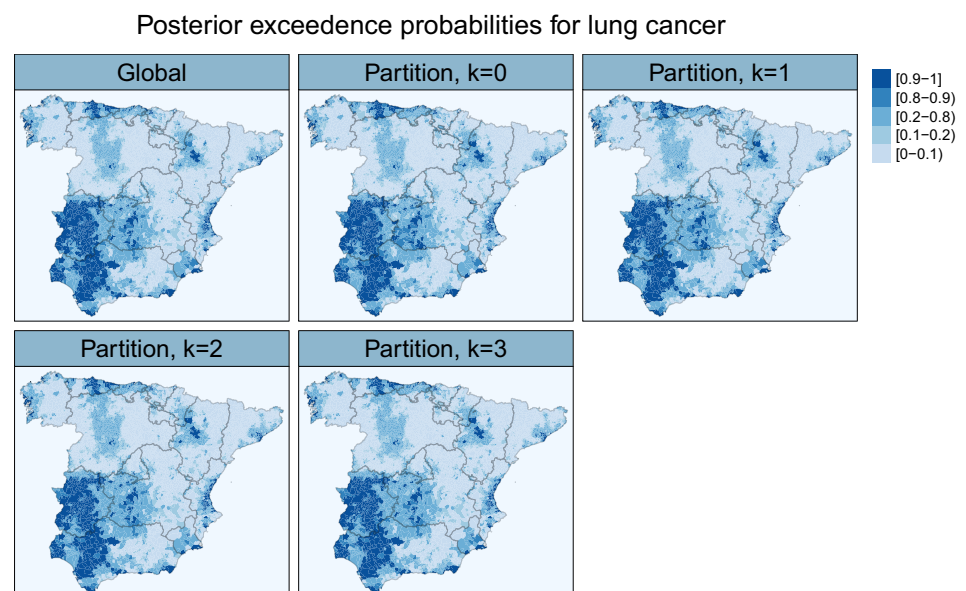 Posterior exceedence probabilities for lung cancer
Global
Partition, k=0
Partition, k=1
[0.9−1]
[0.8−0.9)
[0.2−0.8)
[0.1−0.2)
[0−0.1)
Partition, k=2
Partition, k=3